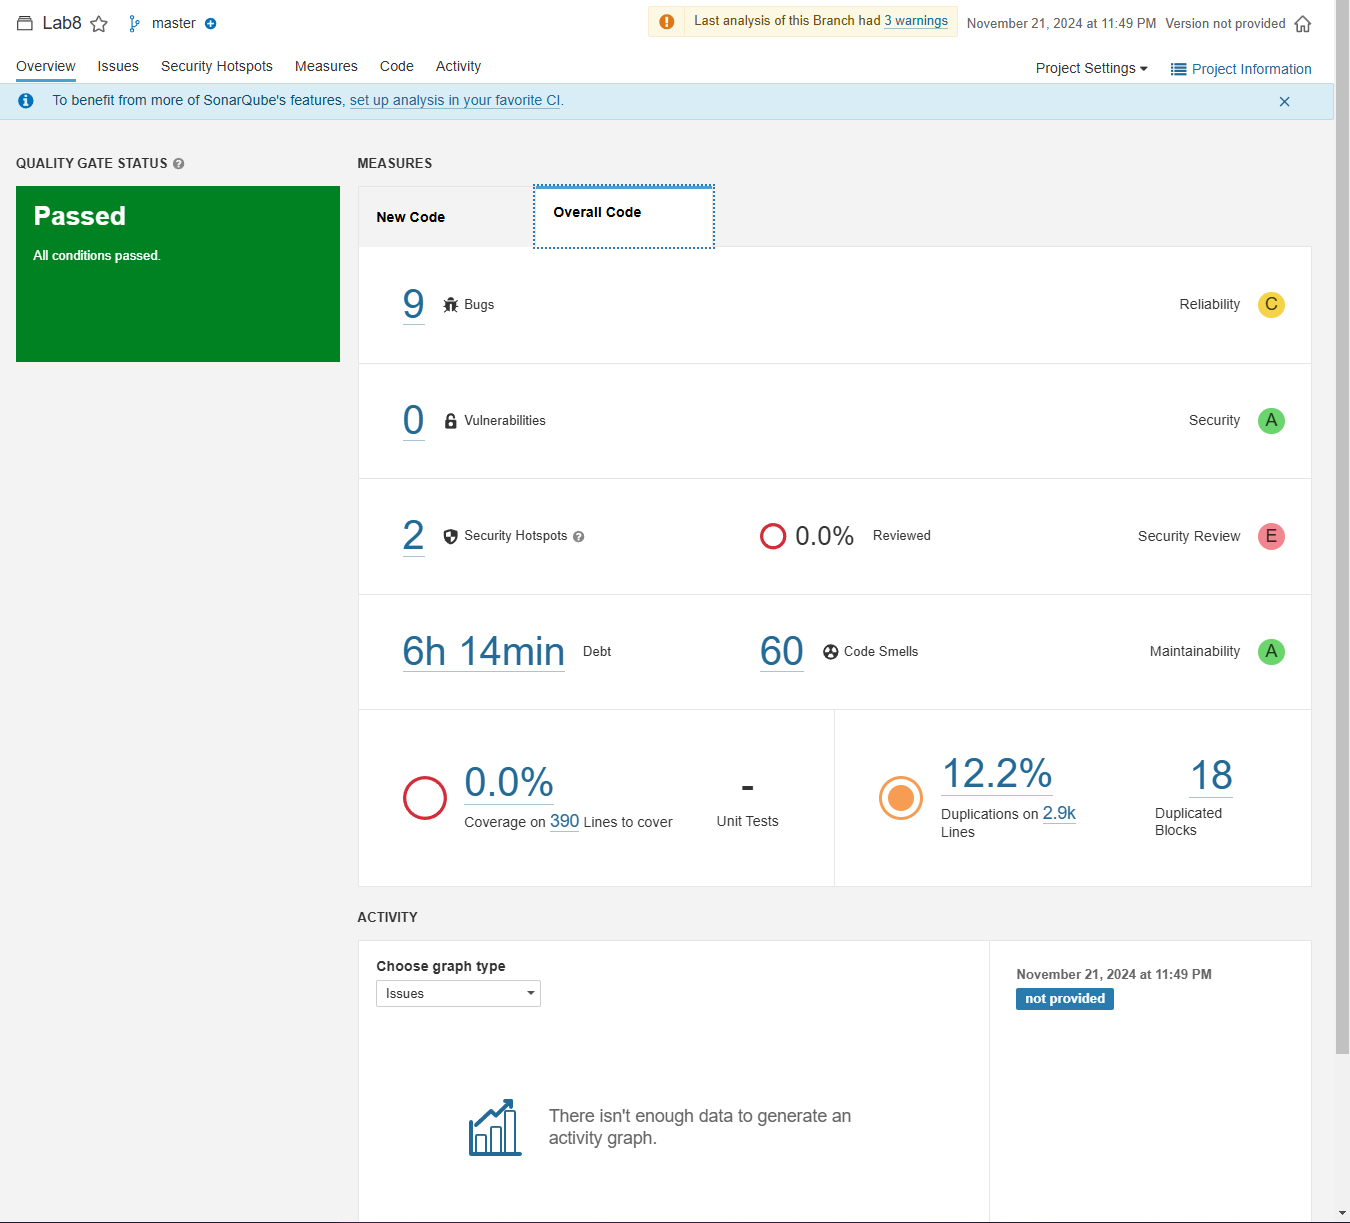 Lab8
master
Last analysis of this Branch had 3 warnings
November 21, 2024 at 11:49 PM
Version not provided
Overview
Issues
Security Hotspots
Measures
Code
Activity
Project Settings
Project Information
To benefit from more of SonarQube's features, set up analysis in your favorite CI.
QUALITY GATE STATUS
Passed
All conditions passed.
MEASURES
New Code
Overall Code
9 Bugs
Reliability C
0 Vulnerabilities
Security A
2 Security Hotspots
0.0% Reviewed
Security Review E
6h 14min Debt
60 Code Smells
Maintainability A
0.0%
Coverage on 390 Lines to cover
-
Unit Tests
12.2%
Duplications on 2.9k
Lines
18
Duplicated
Blocks
ACTIVITY
Choose graph type
Issues
There isn't enough data to generate an
activity graph.
November 21, 2024 at 11:49 PM
not provided